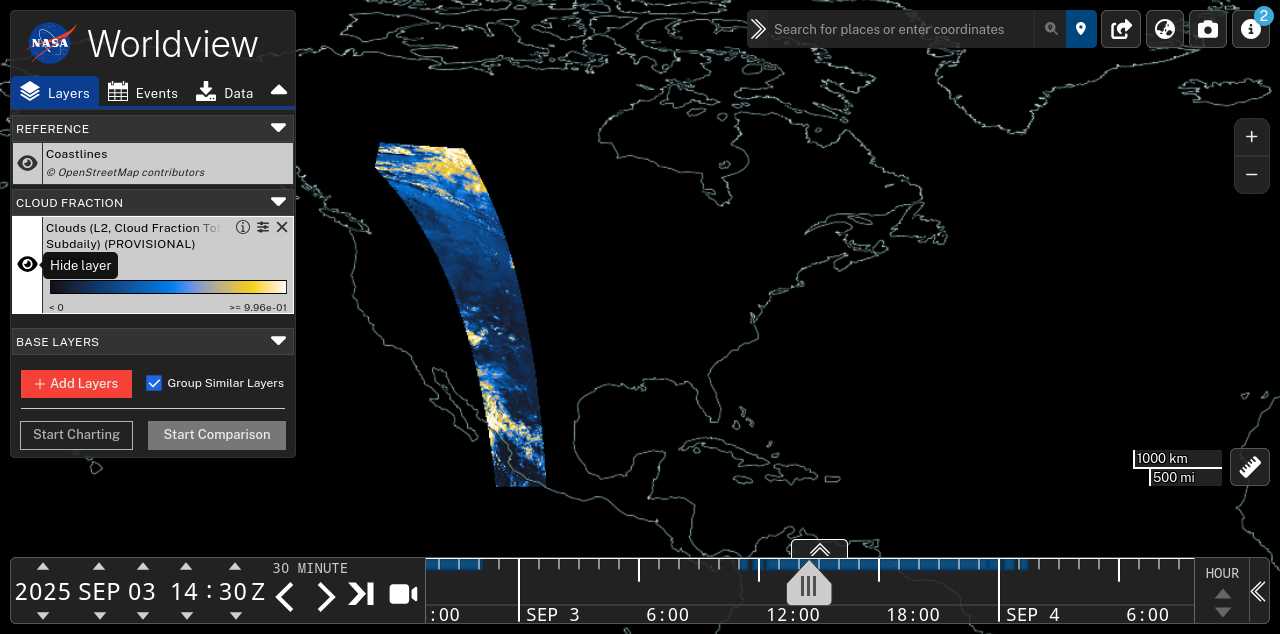 NASA
Worldview
Layers
Events
Data
REFERENCE
Coastlines
© OpenStreetMap contributors
CLOUD FRACTION
Clouds (L2, Cloud Fraction
Subdaily) (PROVISIONAL)
Hide layer
< 0
>= 9.96e-01
BASE LAYERS
+ Add Layers
Group Similar Layers
Start Charting
Start Comparison
Search for places or enter coordinates
2
+
−
1000 km
500 mi
2025 SEP 03 14 : 30 Z
30 MINUTE
:00
SEP 3
6:00
12:00
18:00
SEP 4
6:00
HOUR